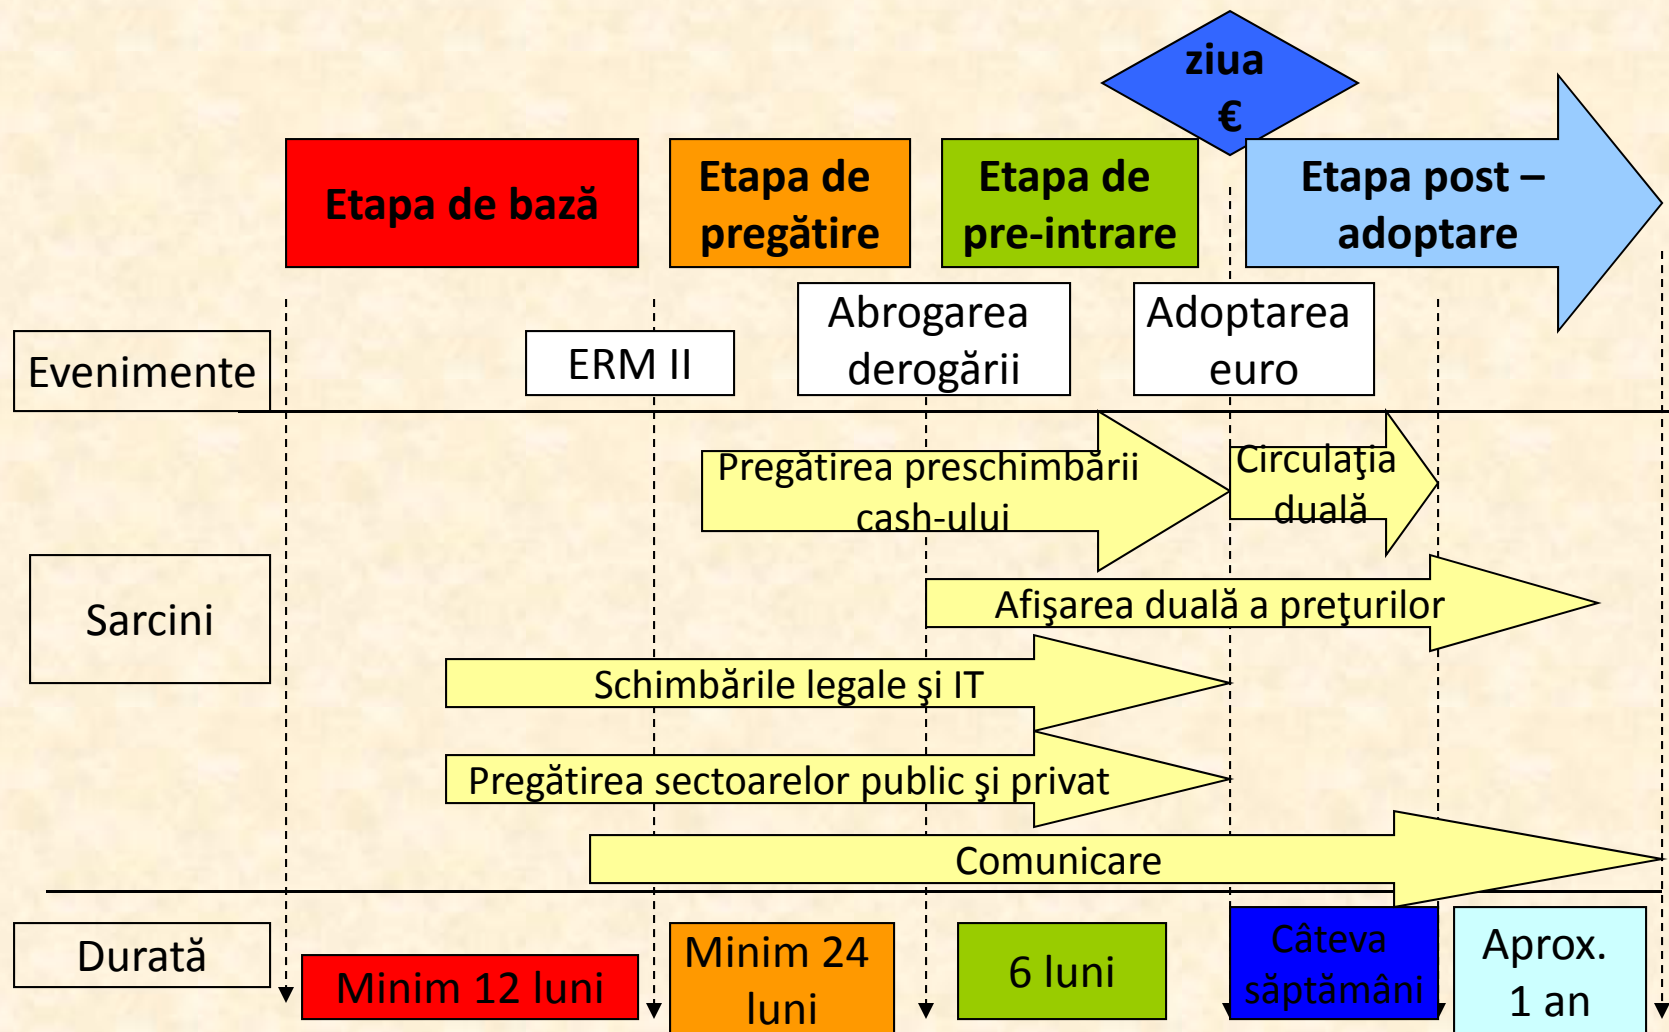 ziua
€
Etapa de bază
Etapa de
pregătire
Etapa de
pre-intrare
Etapa post –
adoptare
Evenimente
ERM II
Abrogarea
derogării
Adoptarea
euro
Pregătirea preschimbării
cash-ului
Circulaţia
duală
Sarcini
Afişarea duală a preţurilor
Schimbările legale şi IT
Pregătirea sectoarelor public şi privat
Comunicare
Durată
Minim 12 luni
Minim 24
luni
6 luni
Câteva
săptămâni
Aprox.
1 an